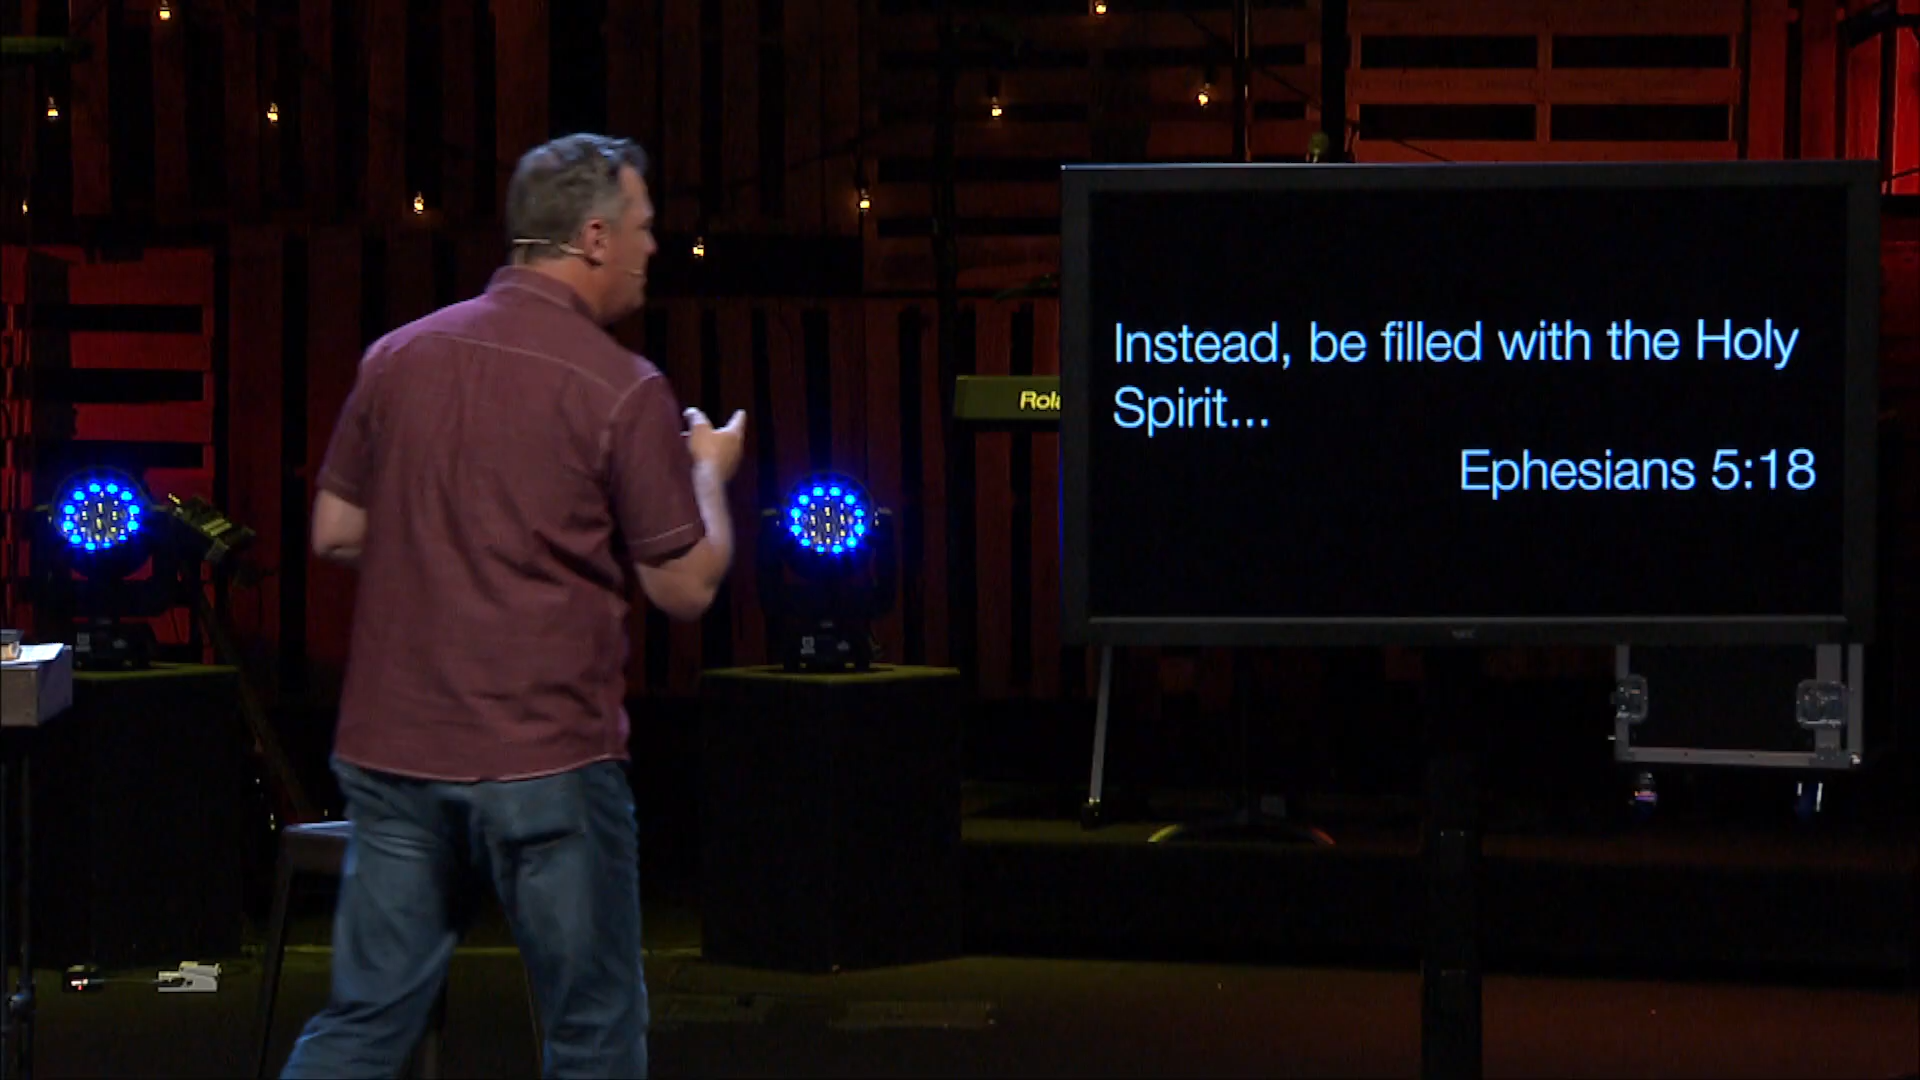 Instead, be filled with the Holy
Spirit...
Ephesians 5:18